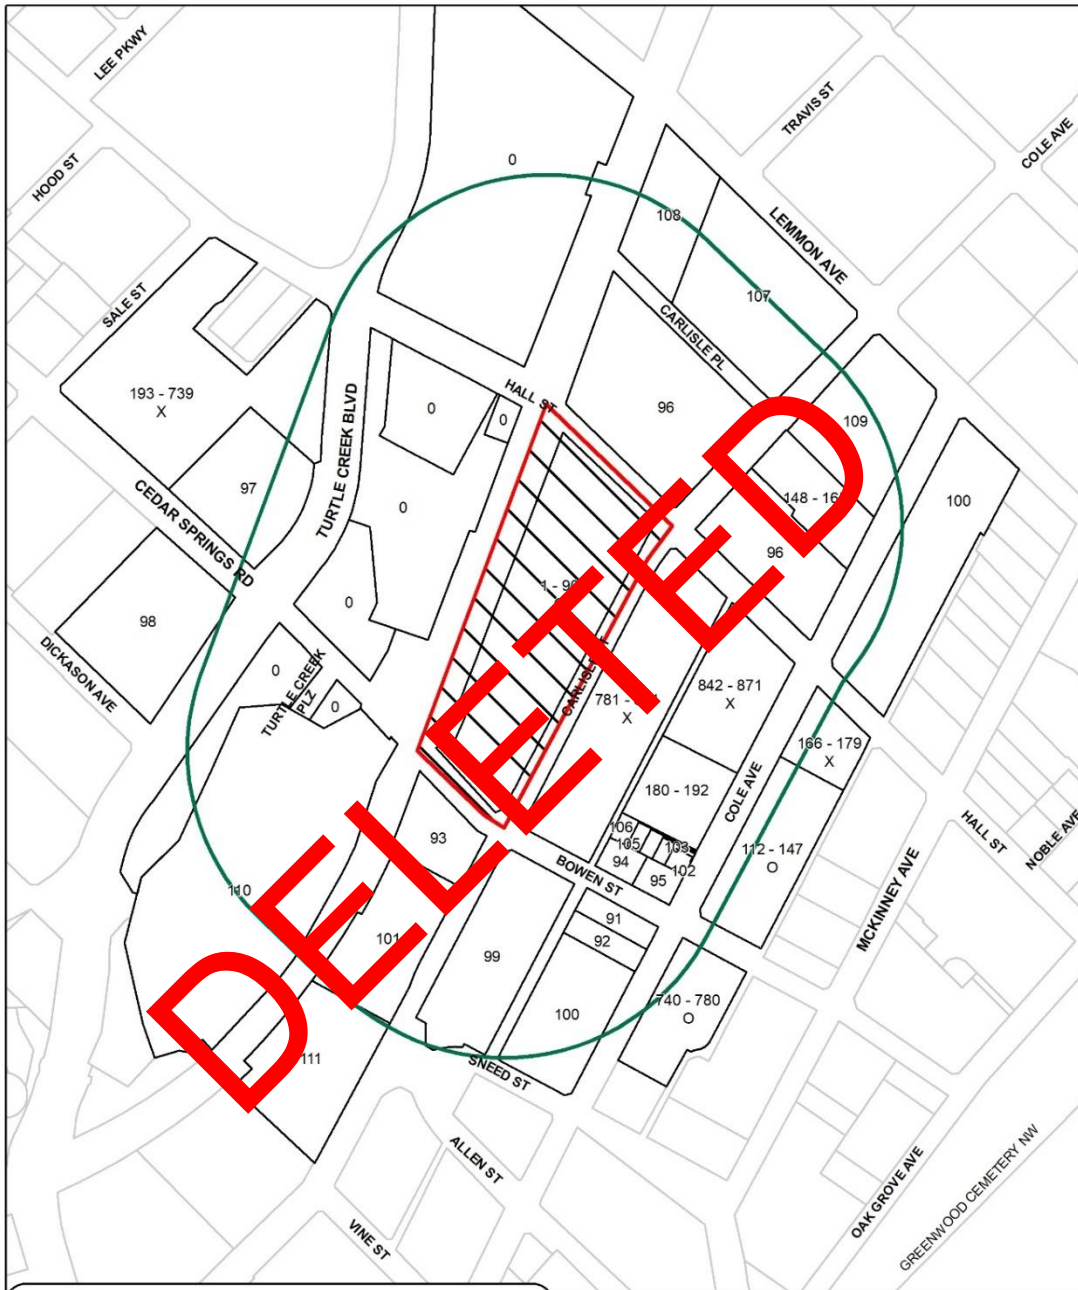 LEE PKWY
TRAVIS ST
COLE AVE
HOOD ST
0
108
LEMMON AVE
SALE ST
107
CARLISLE PL
193 - 739
X
HALL ST
96
109
0
0
TURTLE CREEK BLVD
97
148 - 16
100
CEDAR SPRINGS RD
0
96
1 - 90
98
0
DICKASON AVE
0
TURTLE CREEK
PLZ
0
CARLISLE
781 -
X
842 - 871
X
166 - 179
X
180 - 192
COLE AVE
106
105
103
94
102
95
93
112 - 147
O
HALL ST
NOBLE AVE
BOWEN ST
MCKINNEY AVE
110
91
92
101
99
740 - 780
O
100
111
SNEED ST
ALLEN ST
OAK GROVE AVE
GREENWOOD CEMETERY NW
VINE ST
DELETED